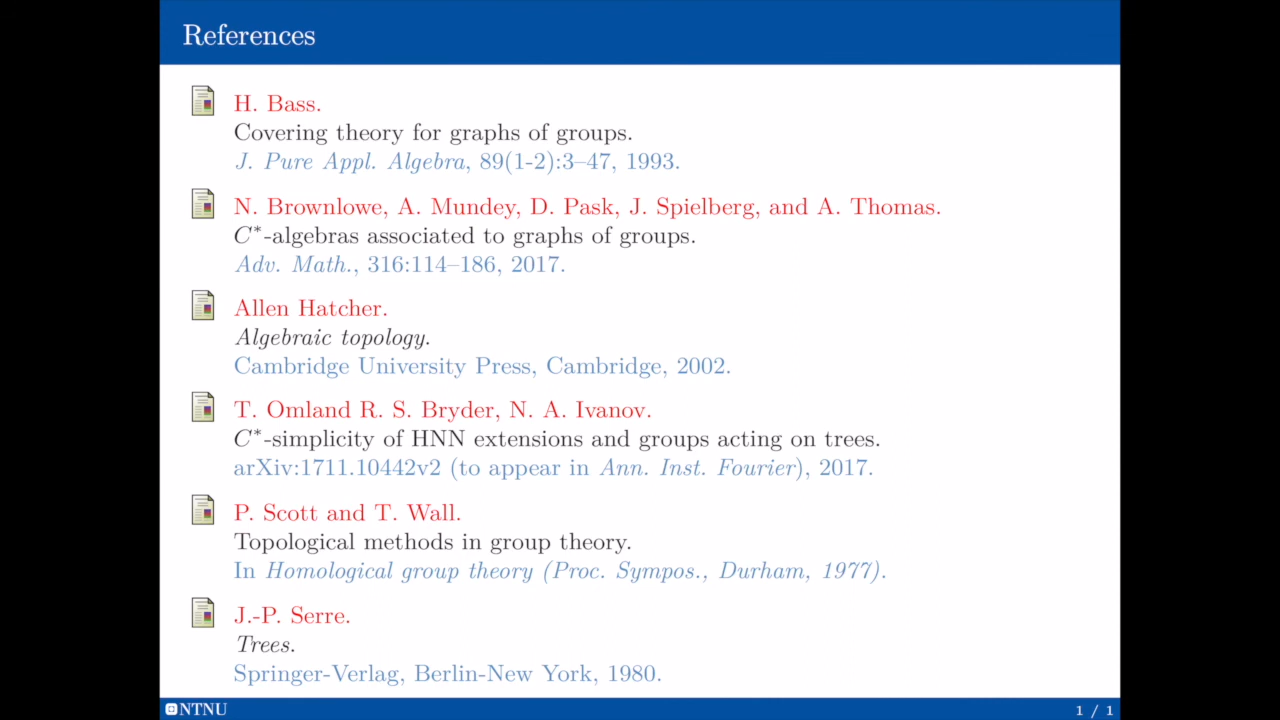 References
H. Bass.
Covering theory for graphs of groups.
J. Pure Appl. Algebra, 89(1-2):3–47, 1993.
N. Brownlowe, A. Mundey, D. Pask, J. Spielberg, and A. Thomas.
C*-algebras associated to graphs of groups.
Adv. Math., 316:114–186, 2017.
Allen Hatcher.
Algebraic topology.
Cambridge University Press, Cambridge, 2002.
T. Omland R. S. Bryder, N. A. Ivanov.
C*-simplicity of HNN extensions and groups acting on trees.
arXiv:1711.10442v2 (to appear in Ann. Inst. Fourier), 2017.
P. Scott and T. Wall.
Topological methods in group theory.
In Homological group theory (Proc. Sympos., Durham, 1977).
J.-P. Serre.
Trees.
Springer-Verlag, Berlin-New York, 1980.
NTNU
1 / 1